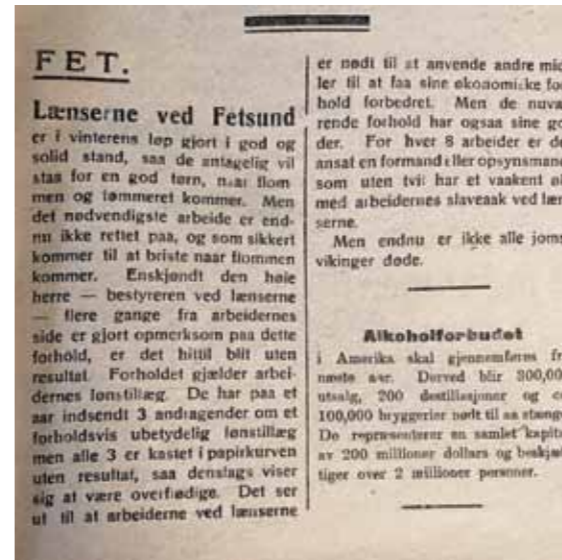 FET.
Lænserne ved Fetsund
er i vinterens løp gjort i god og
solid stand, saa de antagelig vil
staa for en god tørn, naar flom
men og tømmeret kommer. Men
det nødvendigste arbeide er end-
nu ikke rettet paa, og som sikkert
kommer til at briste naar flommen
kommer. Enskjøndt den høie
herre — bestyreren ved lænserne
— flere gange fra arbeidernes
side er gjort opmerksom paa dette
forhold, er det hittil blit uten
resultat. Forholdet gjælder arbei-
dernes lønstillæg. De har paa et
aar indsendt 3 andragender om et
forholdsvis ubetydelig lønstillæg
men alle 3 er kastet i papirkurven
uten resultat, saa denslags viser
sig at være overflødige. Det ser
ut til at arbeiderne ved lænserne
er nødt til at anvende andre mid
ler til at faa sine økonomiske for
hold forbedret. Men de nuvæ
rende forhold har ogsaa sine go
der. For hver 8 arbeider er de
ansat en formand eller opsynsmand
som uten tvil har et vaakent ø
med arbeidernes slaveaak ved læn
serne.
Men endnu er ikke alle joms
vikinger døde.
Alkoholforbudet
i Amerika skal gjennemføres fr
næste aar. Derved blir 300,00
utsalg, 200 destillasjoner og c
100,000 bryggerier nødt til aa stænge
De repræsenterer en samlet kapit
av 200 millioner dollars og beskjæf
tiger over 2 millioner personer.